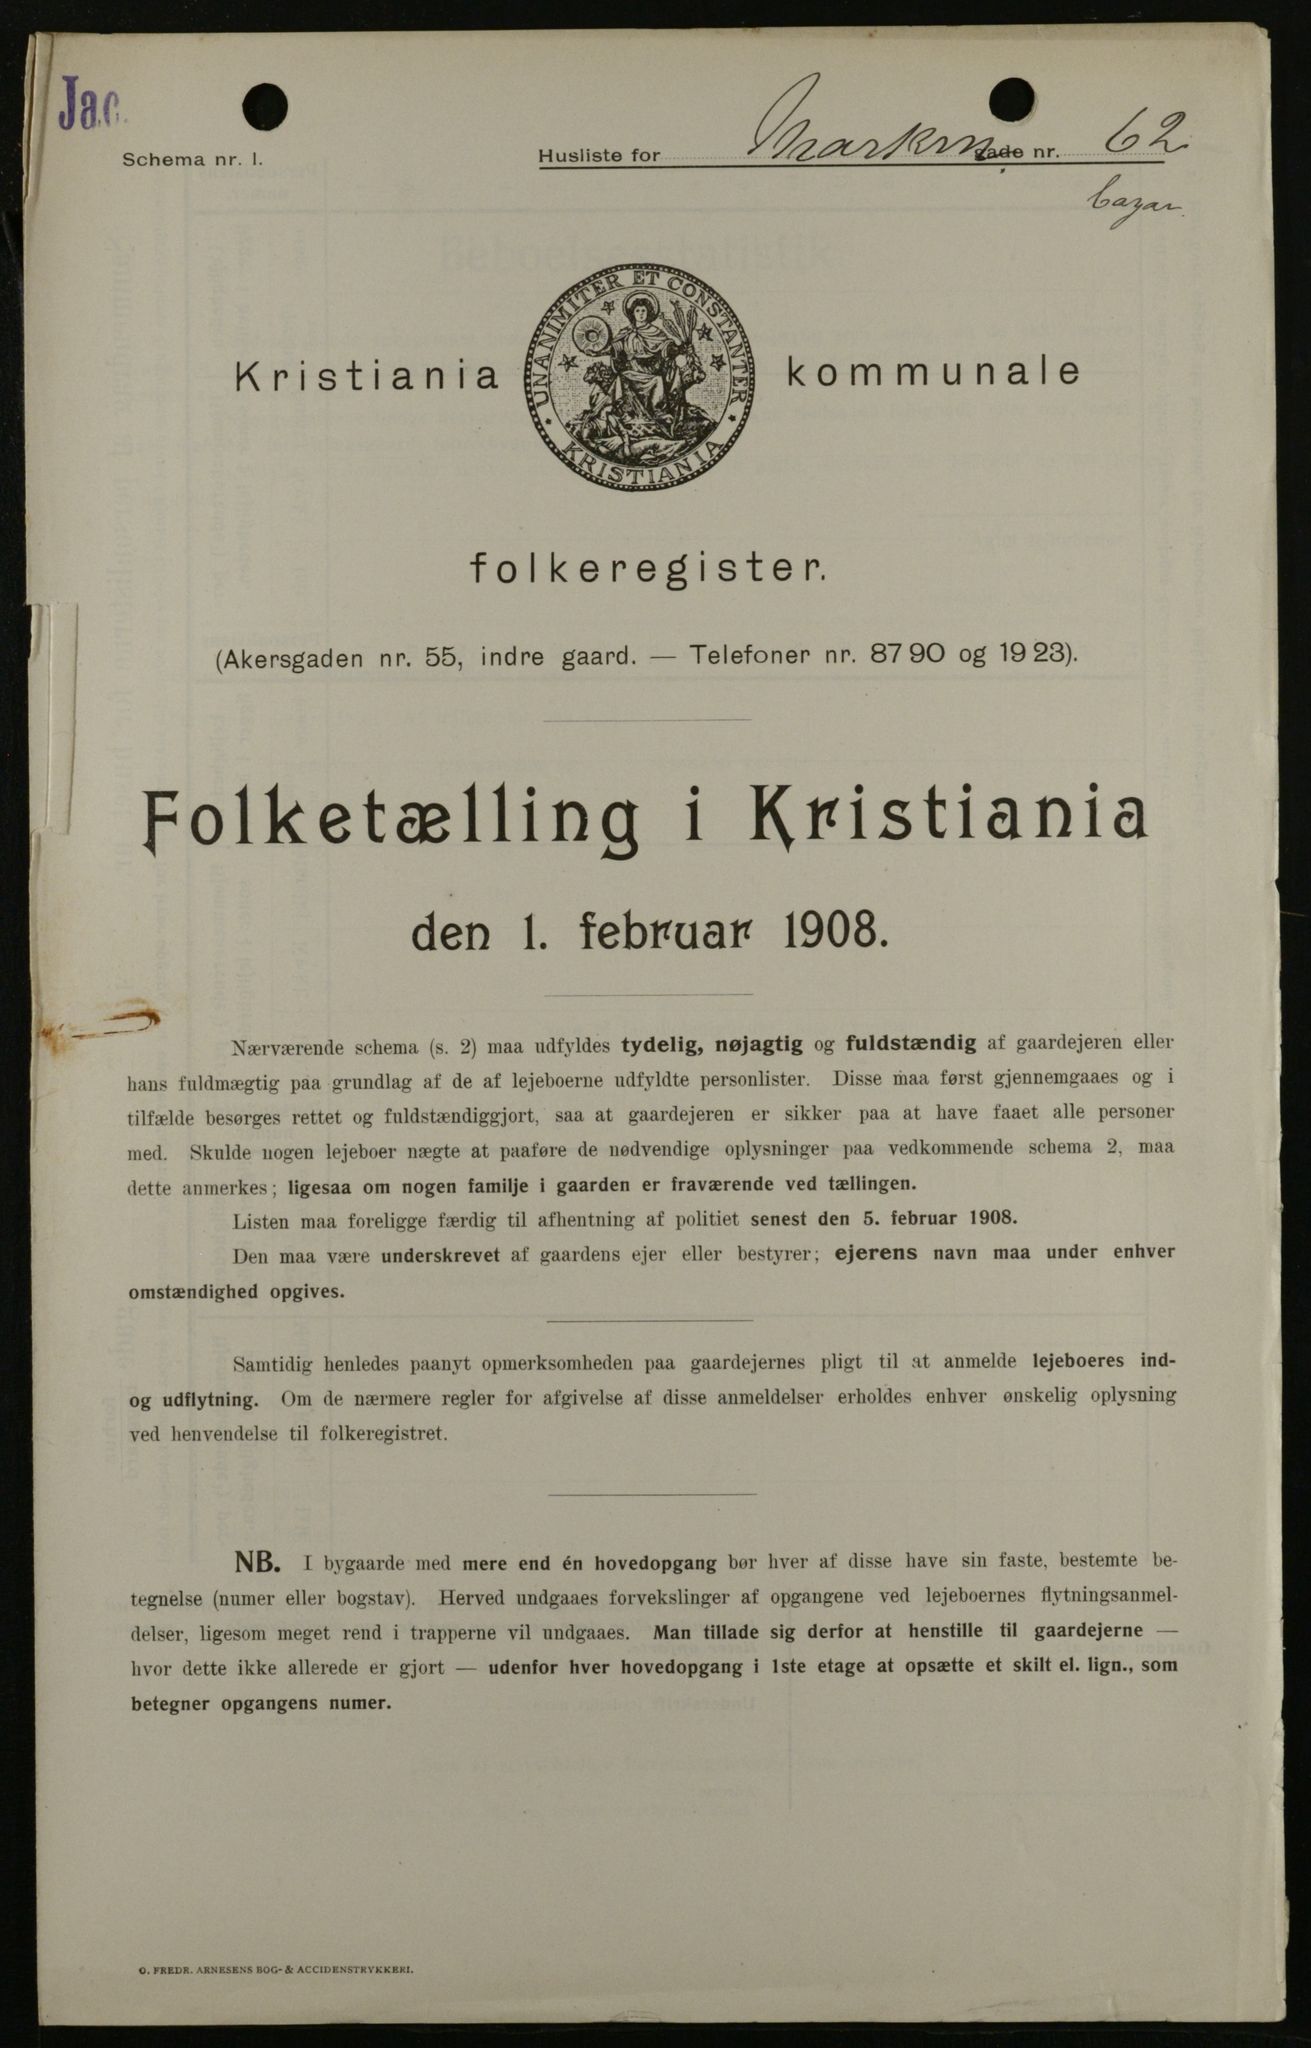 Jac.
Schema nr. 1.
Husliste for Markvn. gade nr. 62
bazar.
UNANIMITER ET CONSTANTER
KRISTIANIA
Kristiania kommunale
folkeregister.
(Akersgaden nr. 55, indre gaard. — Telefoner nr. 8790 og 1923).
Folketælling i Kristiania
den 1. februar 1908.
Nærværende schema (s. 2) maa udfyldes tydelig, nøjagtig og fuldstændig af gaardejeren eller
hans fuldmægtig paa grundlag af de af lejeboerne udfyldte personlister. Disse maa først gjennemgaaes og i
tilfælde besørges rettet og fuldstændiggjort, saa at gaardejeren er sikker paa at have faaet alle personer
med. Skulde nogen lejeboer nægte at paaføre de nødvendige oplysninger paa vedkommende schema 2, maa
dette anmerkes; ligesaa om nogen familje i gaarden er fraværende ved tællingen.
Listen maa foreligge færdig til afhentning af politiet senest den 5. februar 1908.
Den maa være underskrevet af gaardens ejer eller bestyrer; ejerens navn maa under enhver
omstændighed opgives.
Samtidig henledes paanyt opmerksomheden paa gaardejernes pligt til at anmelde lejeboeres ind-
og udflytning. Om de nærmere regler for afgivelse af disse anmeldelser erholdes enhver ønskelig oplysning
ved henvendelse til folkeregistret.
NB. I bygaarde med mere end én hovedopgang bør hver af disse have sin faste, bestemte be-
tegnelse (numer eller bogstav). Herved undgaaes forvekslinger af opgangene ved lejeboernes flytningsanmel-
delser, ligesom meget rend i trapperne vil undgaaes. Man tillade sig derfor at henstille til gaardejerne —
hvor dette ikke allerede er gjort — udenfor hver hovedopgang i 1ste etage at opsætte et skilt el. lign., som
betegner opgangens numer.
O. FREDR. ARNESENS BOG- & ACCIDENSTRYKKERI.